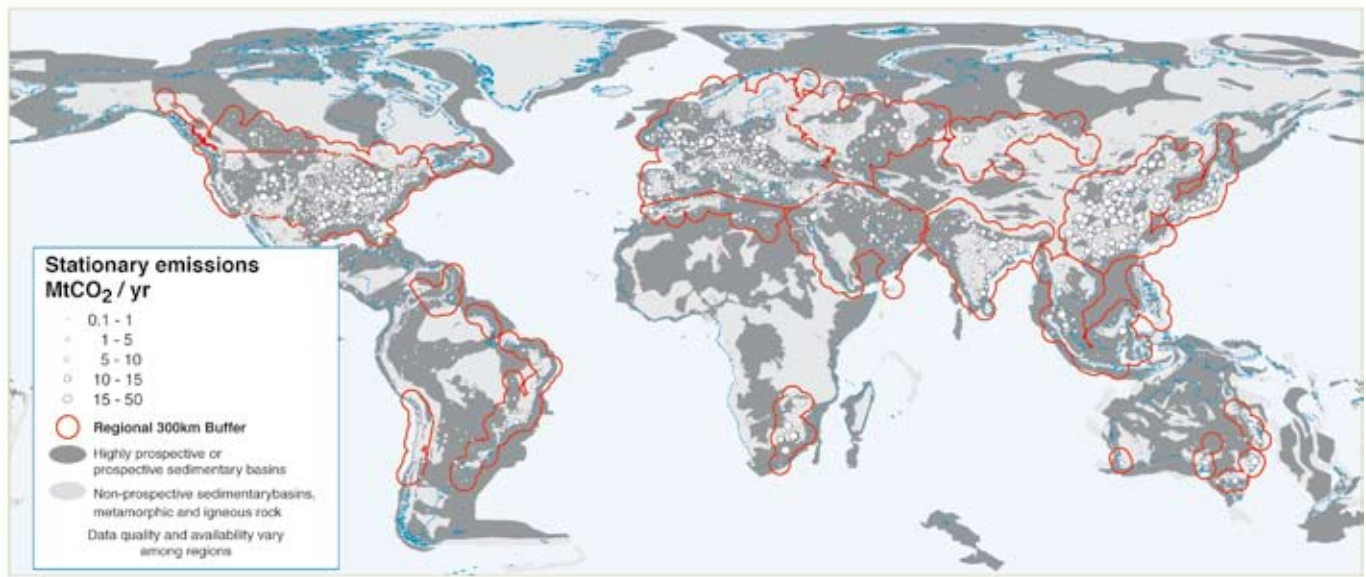 Stationary emissions
MtCO₂ / yr
0.1 - 1
1 - 5
5 - 10
10 - 15
15 - 50
Regional 300km Buffer
Highly prospective or
prospective sedimentary basins
Non-prospective sedimentarybasins,
metamorphic and igneous rock
Data quality and availability vary
among regions